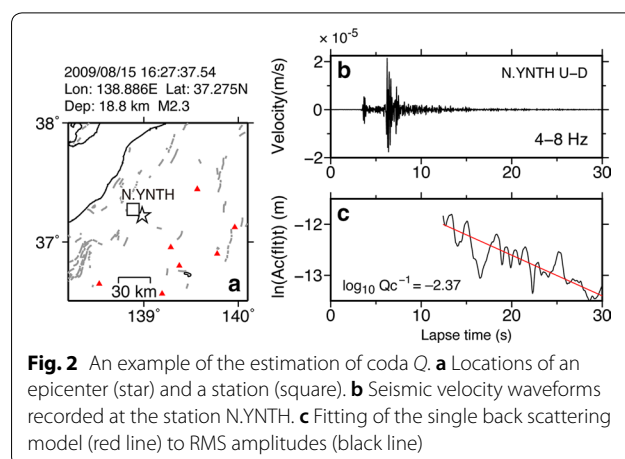 2009/08/15 16:27:37.54
Lon: 138.886E Lat: 37.275N
Dep: 18.8 km M2.3
38°
37°
N.YNTH
30 km
a
139°
140°
× 10⁻⁵
b
N.YNTH U–D
4–8 Hz
Velocity(m/s)
2
0
−2
0 10 20 30
c
ln(Ac(f|t)t) (m)
−12
−13
log₁₀ Qc⁻¹ = −2.37
0 10 20 30
Lapse time (s)
Fig. 2 An example of the estimation of coda Q. a Locations of an
epicenter (star) and a station (square). b Seismic velocity waveforms
recorded at the station N.YNTH. c Fitting of the single back scattering
model (red line) to RMS amplitudes (black line)